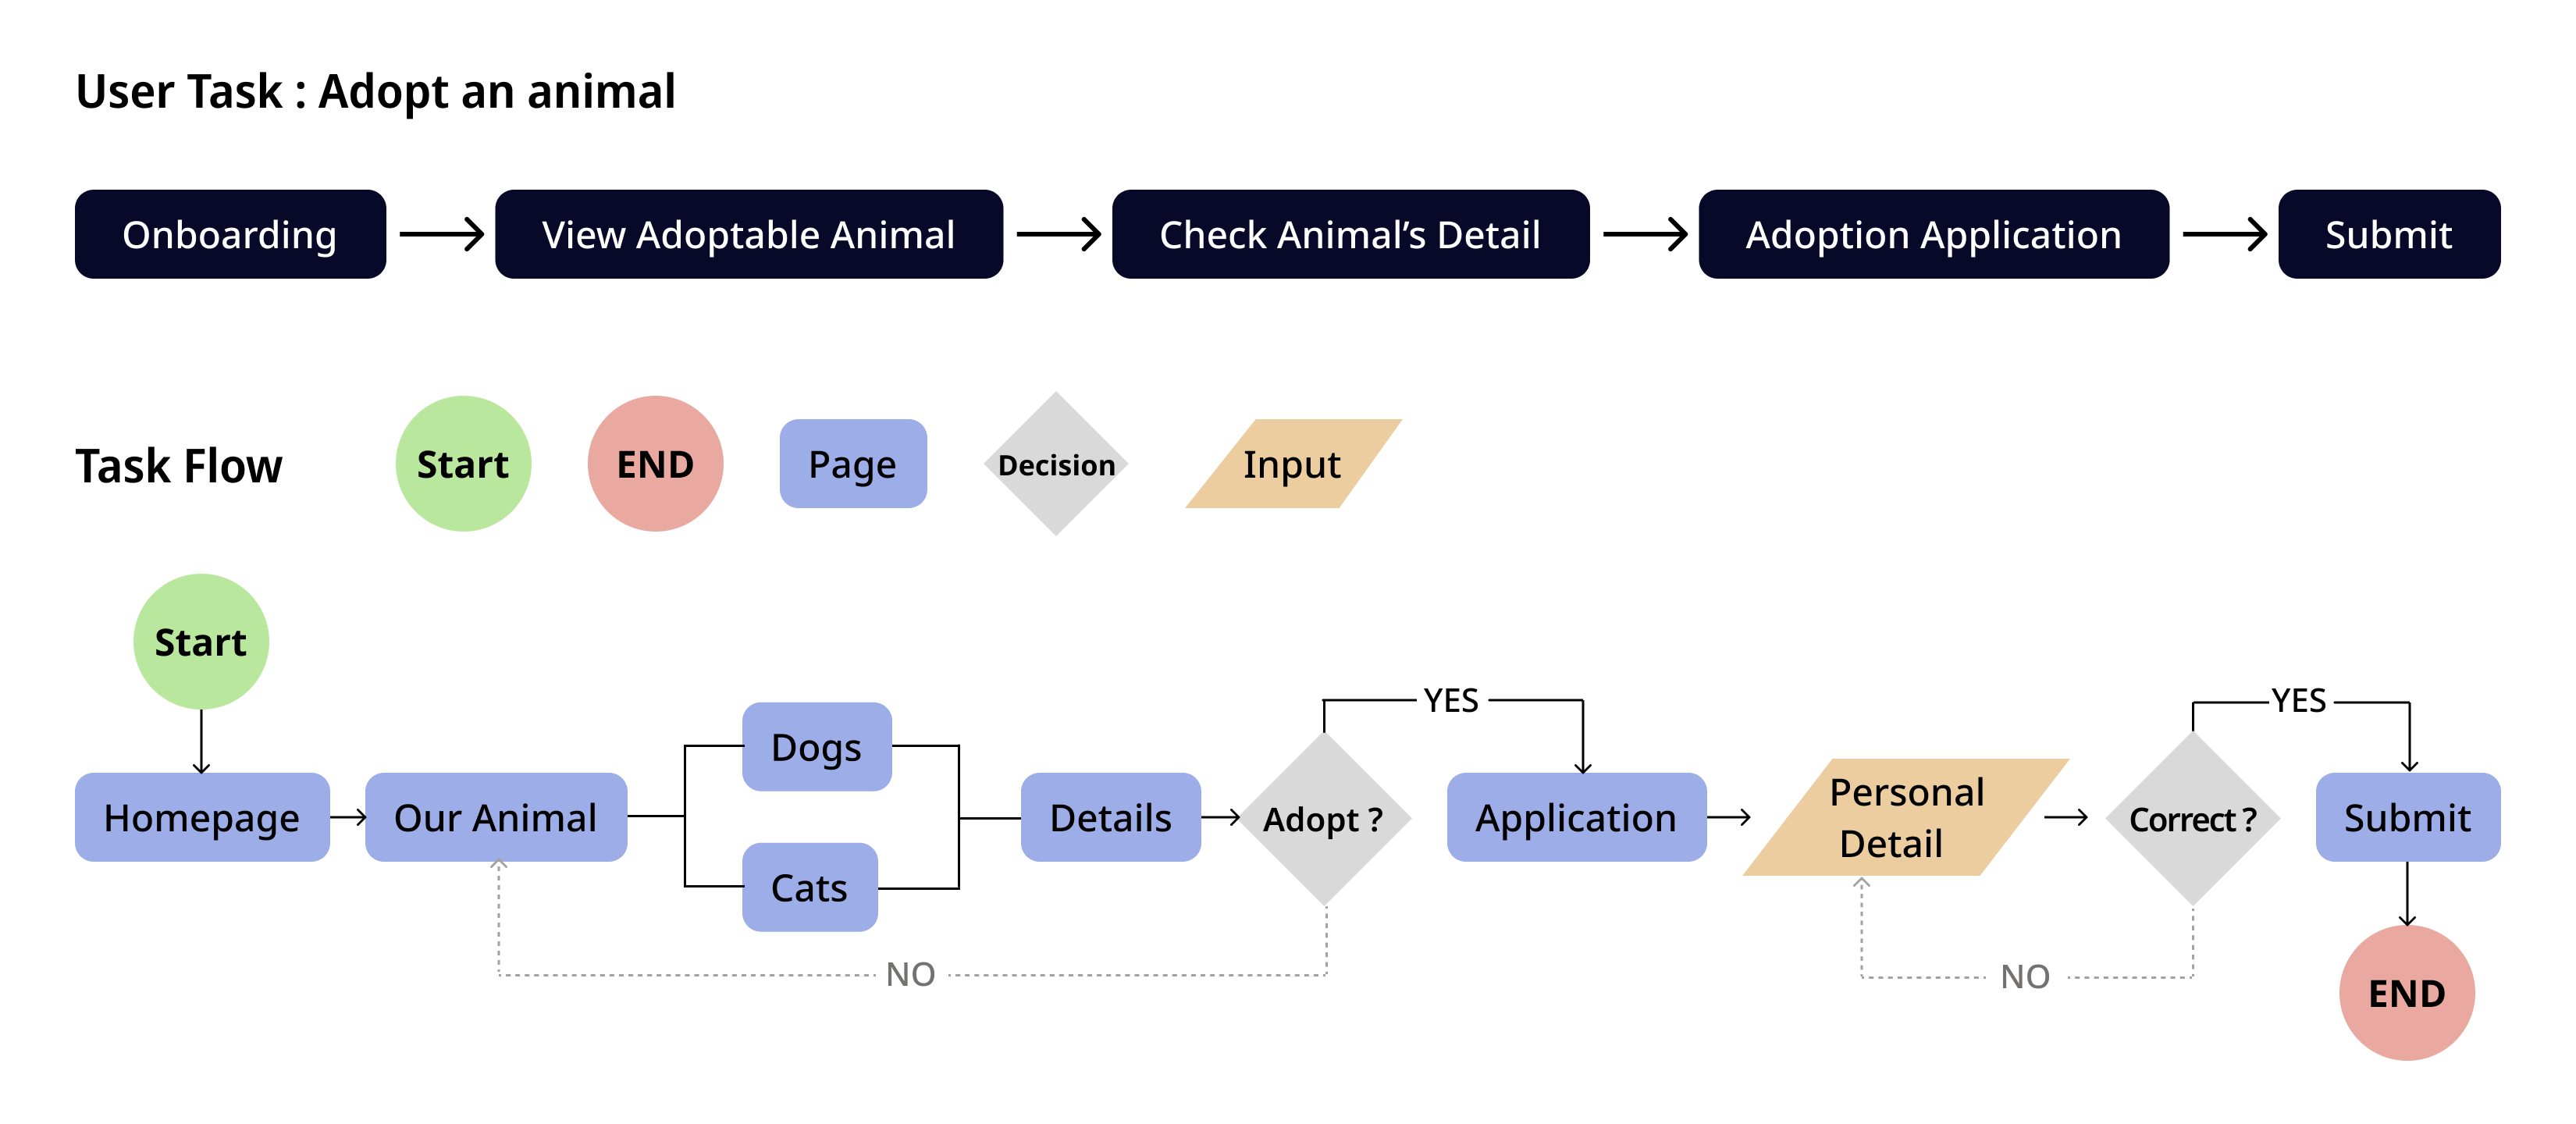 User Task : Adopt an animal
Onboarding
View Adoptable Animal
Check Animal’s Detail
Adoption Application
Submit
Task Flow
Start
END
Page
Decision
Input
Start
Homepage
Our Animal
Dogs
Cats
Details
Adopt ?
YES
NO
Application
Personal
Detail
Correct ?
YES
NO
Submit
END